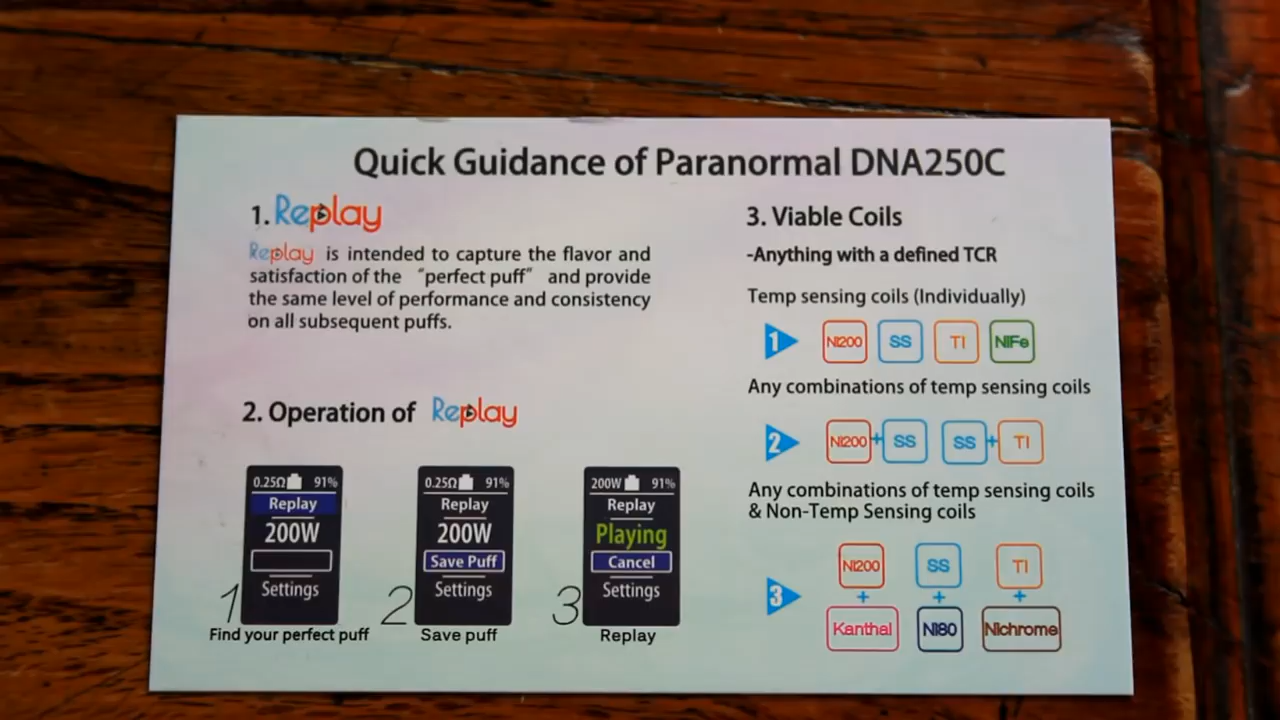 Quick Guidance of Paranormal DNA250C
1. Replay
Replay is intended to capture the flavor and
satisfaction of the "perfect puff" and provide
the same level of performance and consistency
on all subsequent puffs.
2. Operation of Replay
0.25Ω 91%
Replay
200W
Settings
1
Find your perfect puff
0.25Ω 91%
Replay
200W
Save Puff
Settings
2
Save puff
200W 91%
Replay
Playing
Cancel
Settings
3
Replay
3. Viable Coils
-Anything with a defined TCR
Temp sensing coils (Individually)
1 NI200 SS TI NIFe
Any combinations of temp sensing coils
2 NI200 + SS SS + TI
Any combinations of temp sensing coils
& Non-Temp Sensing coils
3
NI200 SS TI
+ + +
Kanthal NI80 Nichrome